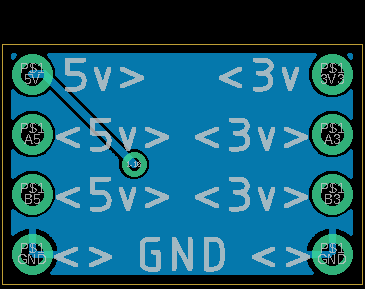 P$1 5V 5v> <3v P$1 3V3
P$1 A5 <5v> <3v> P$1 A3
P$1 B5 <5v> <3v> P$1 B3
P$1 GND <> GND <> P$1 GND